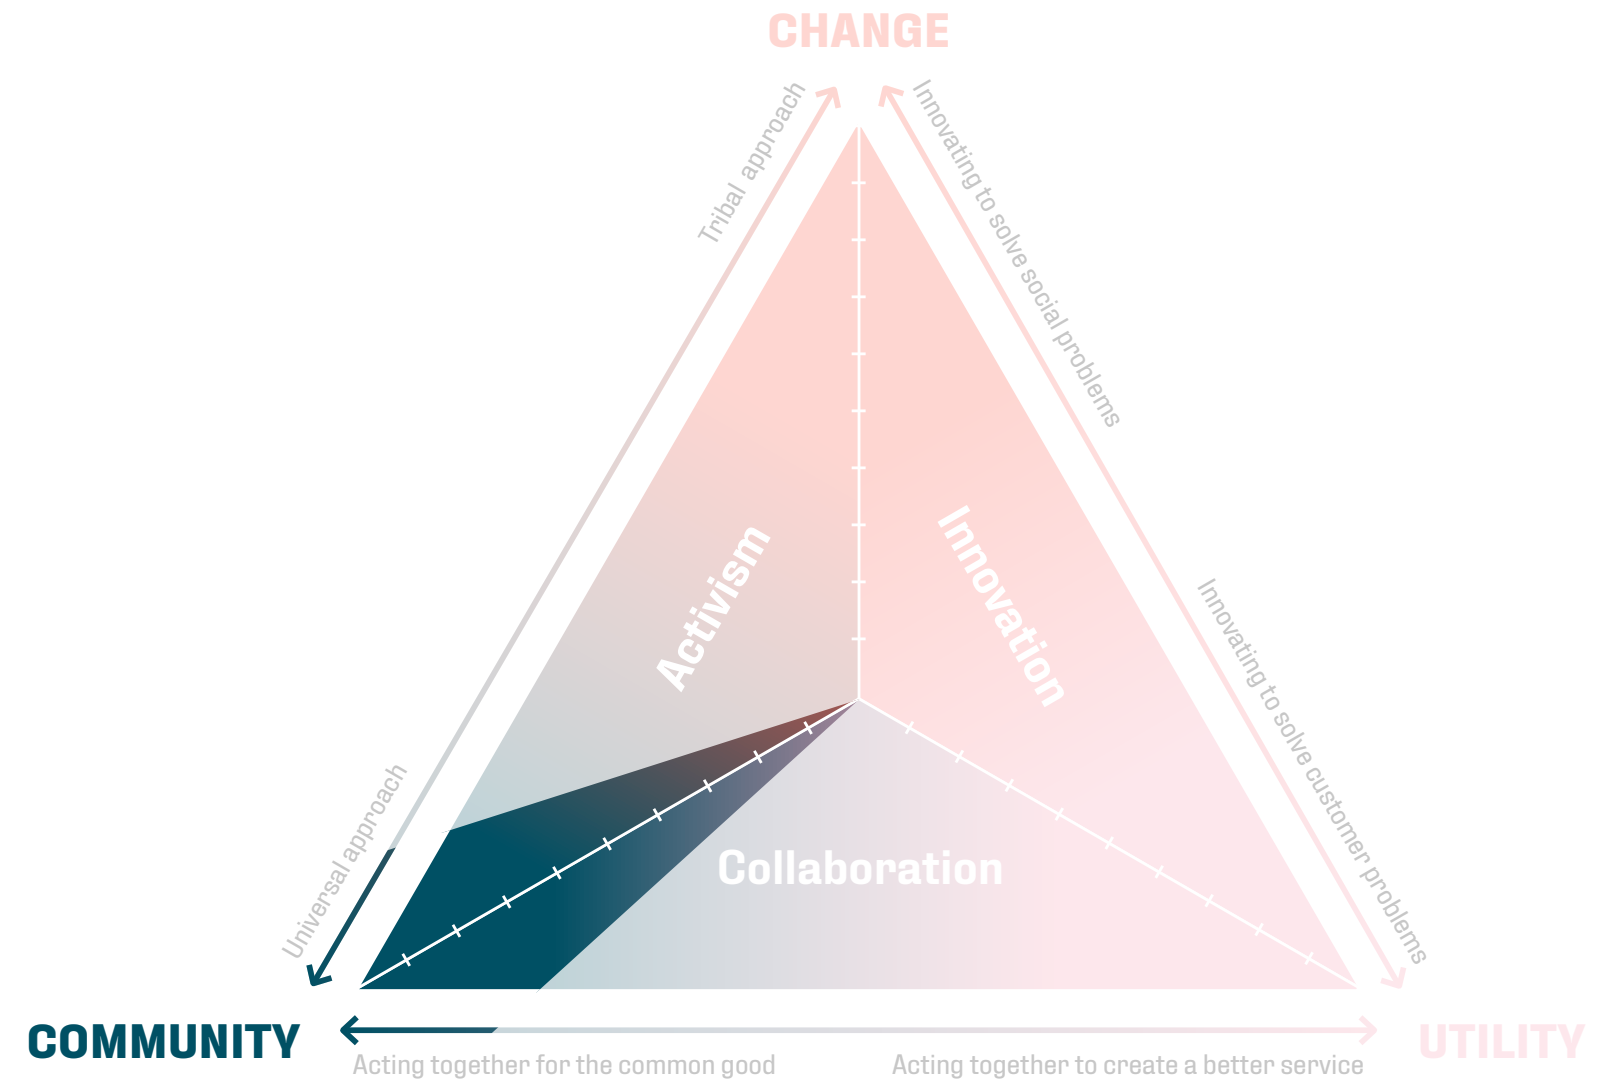 CHANGE
Tribal approach
Innovating to solve social problems
Activism
Innovation
Innovating to solve customer problems
Universal approach
Collaboration
COMMUNITY
UTILITY
Acting together for the common good
Acting together to create a better service